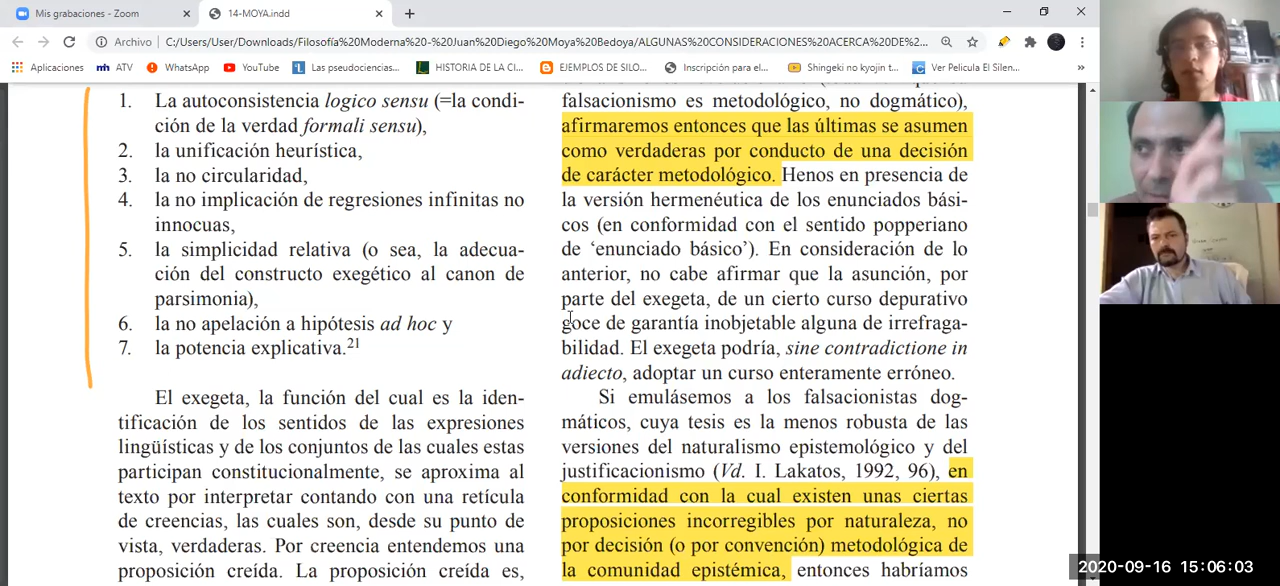 Mis grabaciones - Zoom
14-MOYA.indd
Archivo
C:/Users/User/Downloads/Filosofía%20Moderna%20-%20Juan%20Diego%20Moya%20Bedoya/ALGUNAS%20CONSIDERACIONES%20ACERCA%20DE%2...
Aplicaciones
mh ATV
WhatsApp
YouTube
Las pseudociencias...
HISTORIA DE LA CI...
EJEMPLOS DE SILO...
Inscripción para el...
Shingeki no kyojin t...
Ver Pelicula El Silen...
»
1. La autoconsistencia logico sensu (=la condi-
ción de la verdad formali sensu),
2. la unificación heurística,
3. la no circularidad,
4. la no implicación de regresiones infinitas no
innocuas,
5. la simplicidad relativa (o sea, la adecua-
ción del constructo exegético al canon de
parsimonia),
6. la no apelación a hipótesis ad hoc y
7. la potencia explicativa.21
El exegeta, la función del cual es la iden-
tificación de los sentidos de las expresiones
lingüísticas y de los conjuntos de las cuales estas
participan constitucionalmente, se aproxima al
texto por interpretar contando con una retícula
de creencias, las cuales son, desde su punto de
vista, verdaderas. Por creencia entendemos una
proposición creída. La proposición creída es,
falsacionismo es metodológico, no dogmático),
afirmaremos entonces que las últimas se asumen
como verdaderas por conducto de una decisión
de carácter metodológico. Henos en presencia de
la versión hermenéutica de los enunciados bási-
cos (en conformidad con el sentido popperiano
de ‘enunciado básico’). En consideración de lo
anterior, no cabe afirmar que la asunción, por
parte del exegeta, de un cierto curso depurativo
goce de garantía inobjetable alguna de irrefraga-
bilidad. El exegeta podría, sine contradictione in
adiecto, adoptar un curso enteramente erróneo.
Si emulásemos a los falsacionistas dog-
máticos, cuya tesis es la menos robusta de las
versiones del naturalismo epistemológico y del
justificacionismo (Vd. I. Lakatos, 1992, 96), en
conformidad con la cual existen unas ciertas
proposiciones incorregibles por naturaleza, no
por decisión (o por convención) metodológica de
la comunidad epistémica, entonces habríamos
2020-09-16 15:06:03